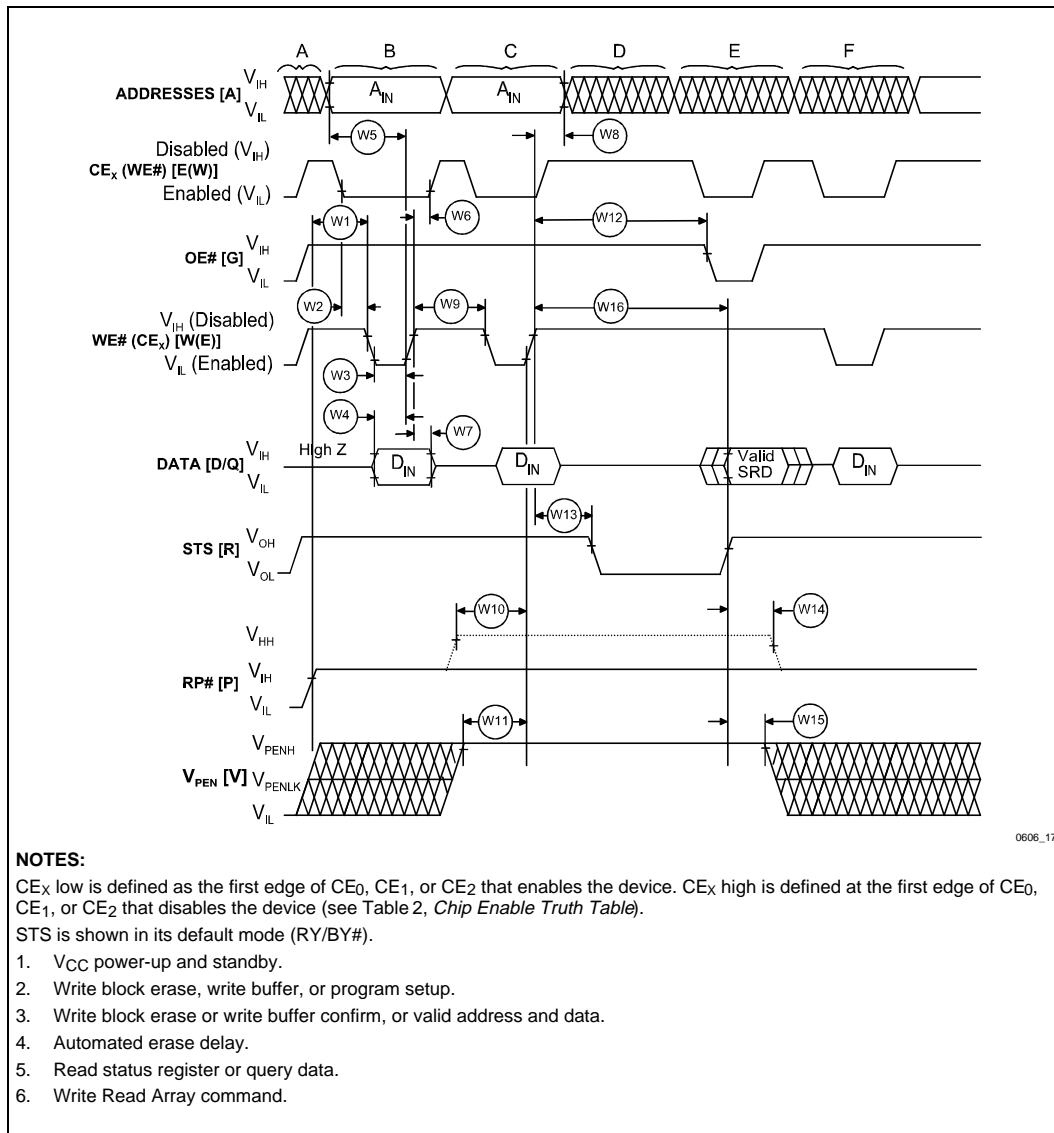 A B C D E F
ADDRESSES [A] VIH VIL
AIN AIN
W5 W8
Disabled (VIH)
CEX (WE#) [E(W)]
Enabled (VIL)
W1 W6 W12
OE# [G] VIH VIL
W2 W9 W16
VIH (Disabled)
WE# (CEX) [W(E)]
VIL (Enabled)
W3
W4 W7
DATA [D/Q] VIH VIL
High Z DIN DIN Valid SRD DIN
W13
STS [R] VOH VOL
W10 W14
VHH
RP# [P] VIH
VIL
W11 W15
VPENH
VPEN [V] VPENLK
VIL
0606_17
NOTES:
CEX low is defined as the first edge of CE0, CE1, or CE2 that enables the device. CEX high is defined at the first edge of CE0,
CE1, or CE2 that disables the device (see Table 2, Chip Enable Truth Table).
STS is shown in its default mode (RY/BY#).
1. VCC power-up and standby.
2. Write block erase, write buffer, or program setup.
3. Write block erase or write buffer confirm, or valid address and data.
4. Automated erase delay.
5. Read status register or query data.
6. Write Read Array command.